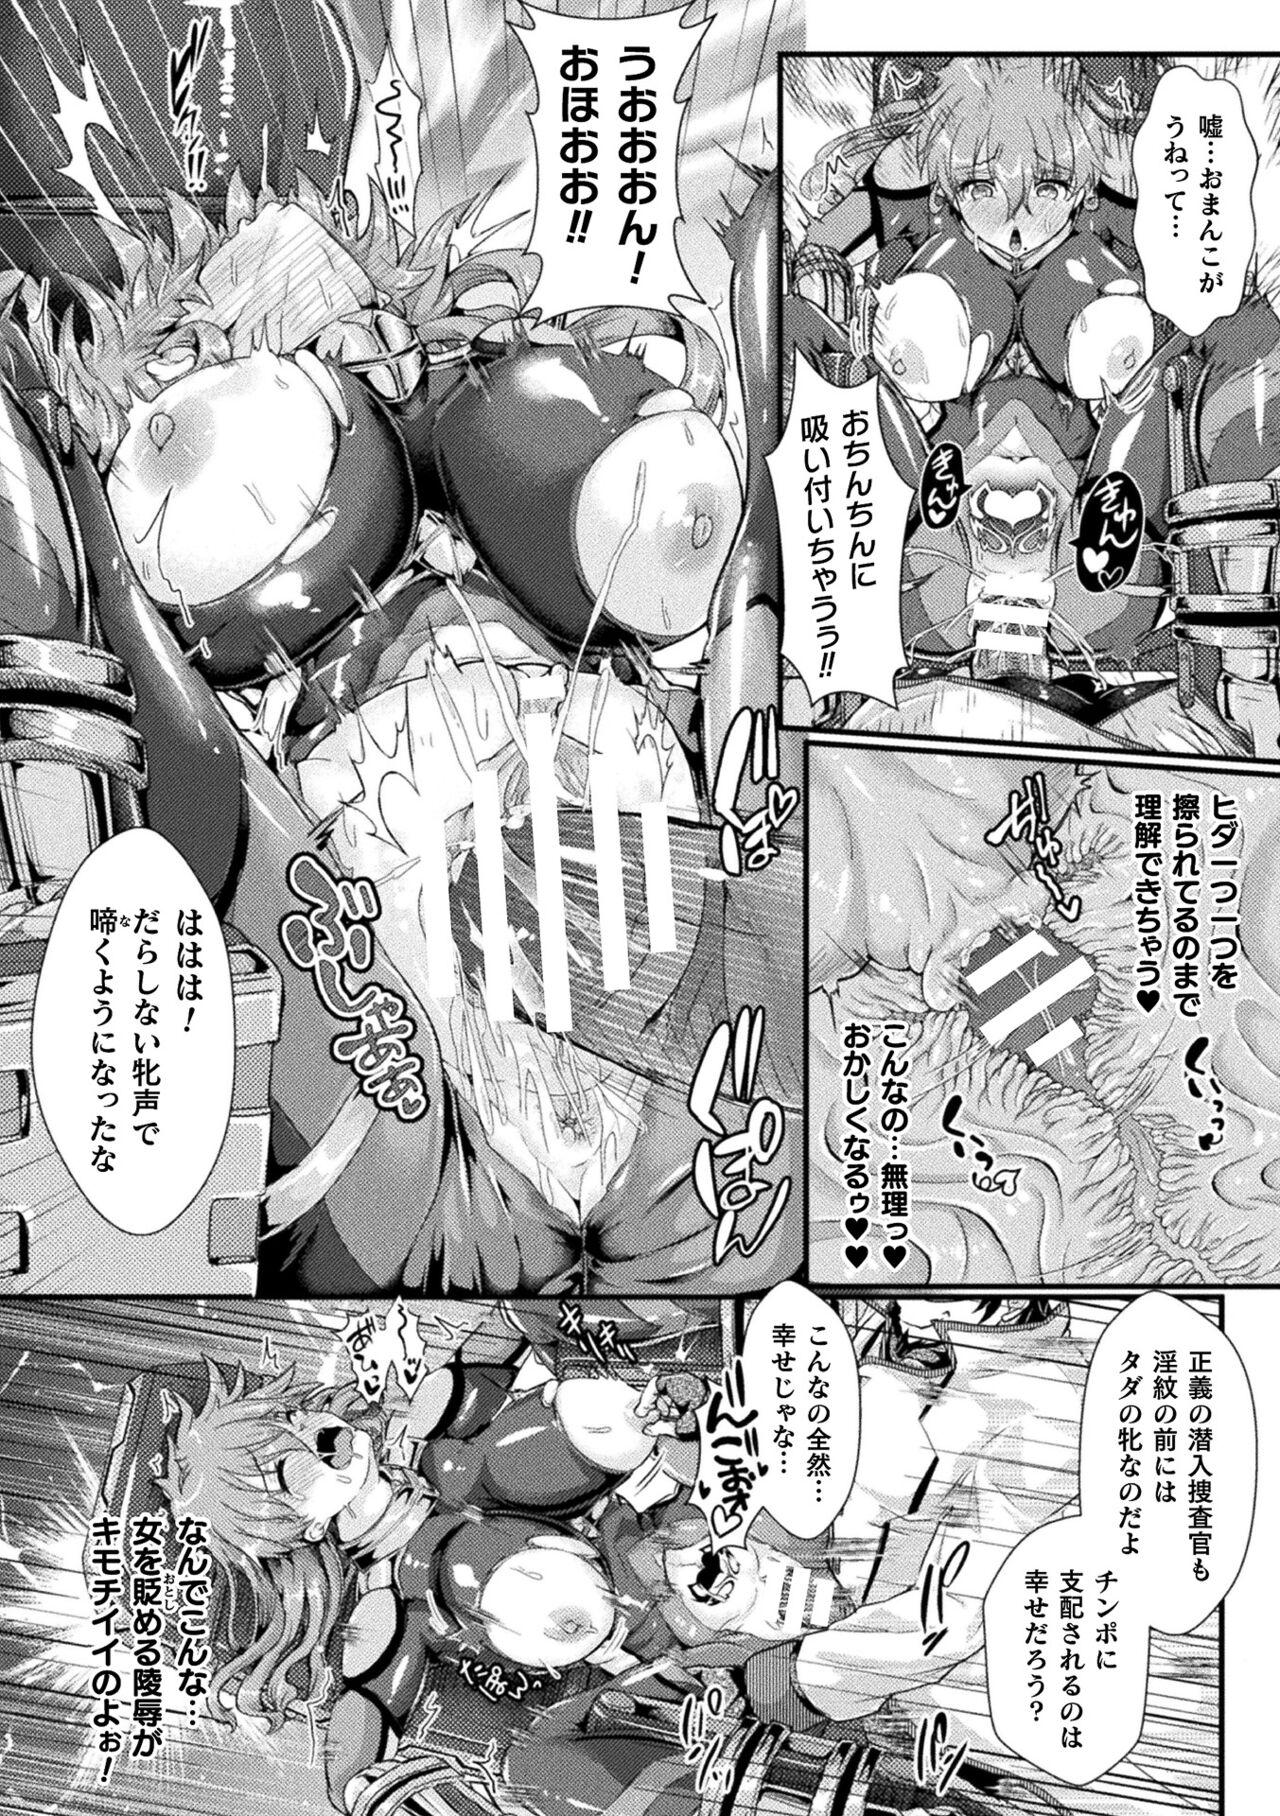 嘘…おまんこが
うねって…
おちんちんに
吸い付いちゃうぅ!!
きゅん♡
きゅん♡♡
うおおおおん！
おほおおお!!
ははは！
だらしない牝声で
啼くようになったな
な
ヒダ一つ一つを
擦られてるのまで
理解できちゃう♥
こんなの…無理っ♥
おかしくなるゥ♥♥
正義の潜入捜査官も
淫紋の前には
タダの牝なのだよ
チンポに
支配されるのは
幸せだろう？
こんなの全然…
幸せじゃな…
んごぉォ♡
なんでこんな…
女を貶める陵辱が
おとし
キモチイイのよぉ！